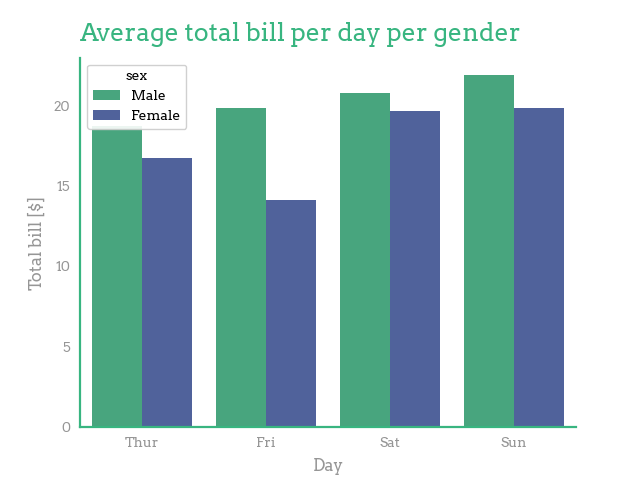 Average total bill per day per gender
sex
Male
Female
Total bill [$]
20
15
10
5
0
Thur Fri Sat Sun
Day